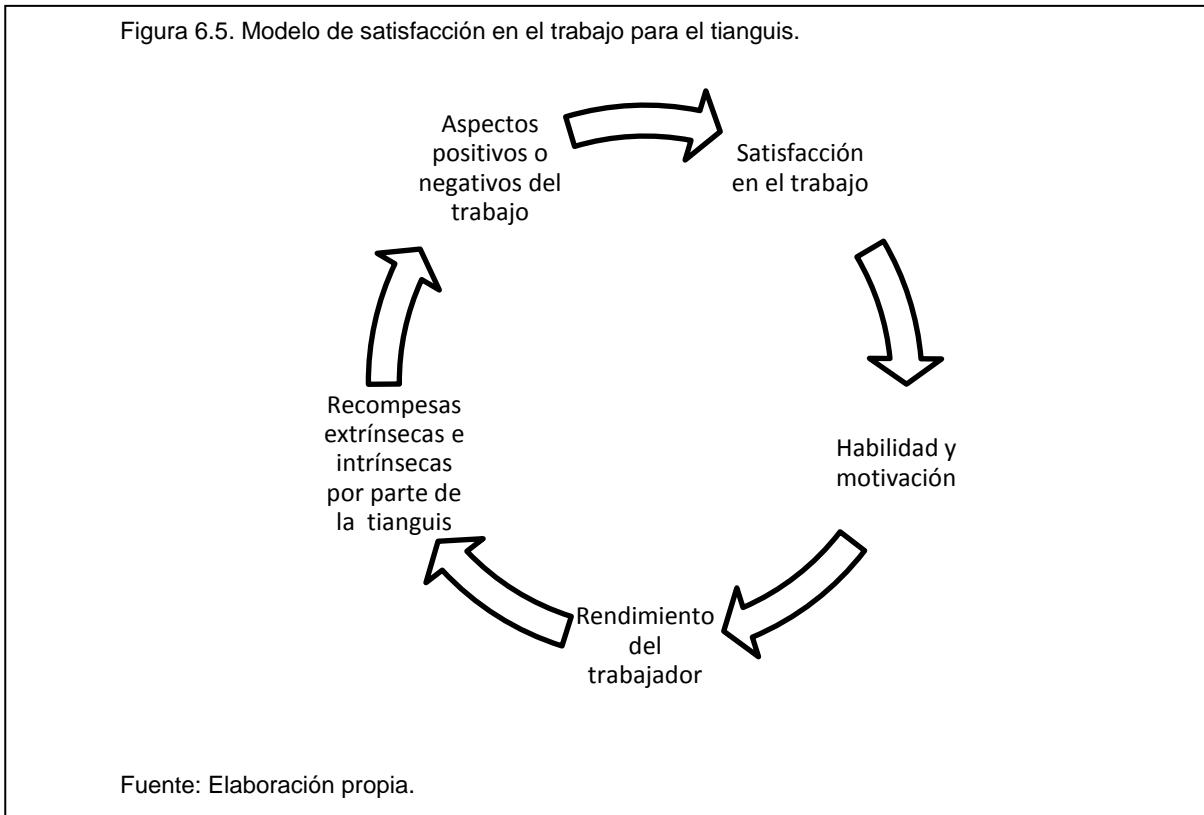 Figura 6.5. Modelo de satisfacción en el trabajo para el tianguis.
Aspectos
positivos o
negativos del
trabajo
Satisfacción
en el trabajo
Habilidad y
motivación
Rendimiento
del
trabajador
Recompesas
extrínsecas e
intrínsecas
por parte de
la tianguis
Fuente: Elaboración propia.